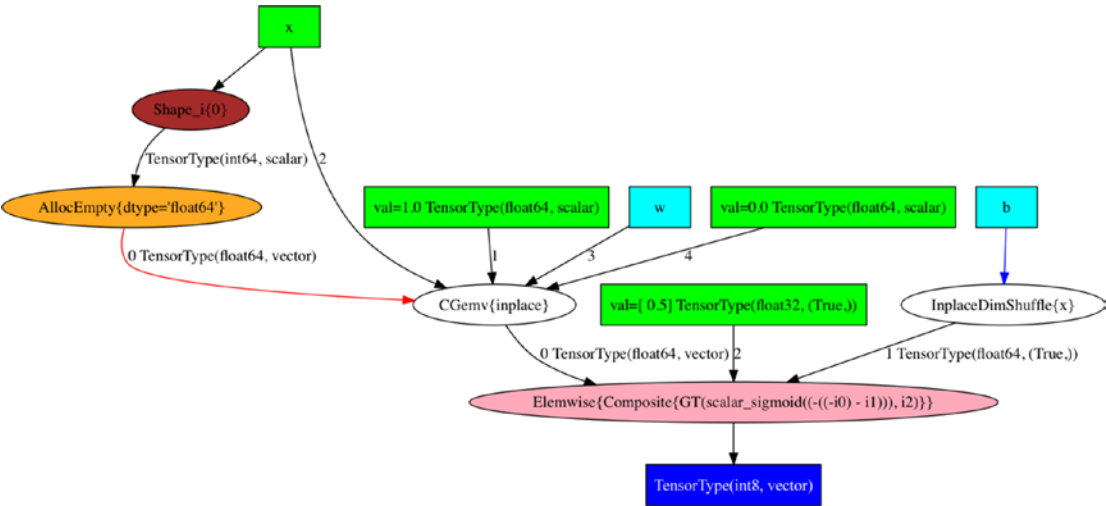 x
Shape_i{0}
TensorType(int64, scalar)
2
AllocEmpty{dtype='float64'}
val=1.0 TensorType(float64, scalar)
w
val=0.0 TensorType(float64, scalar)
b
0 TensorType(float64, vector)
1
3
4
CGemv{inplace}
val=[ 0.5] TensorType(float32, (True,))
InplaceDimShuffle{x}
0 TensorType(float64, vector)
2
1 TensorType(float64, (True,))
Elemwise{Composite{GT(scalar_sigmoid((-((-i0) - i1))), i2)}}
TensorType(int8, vector)